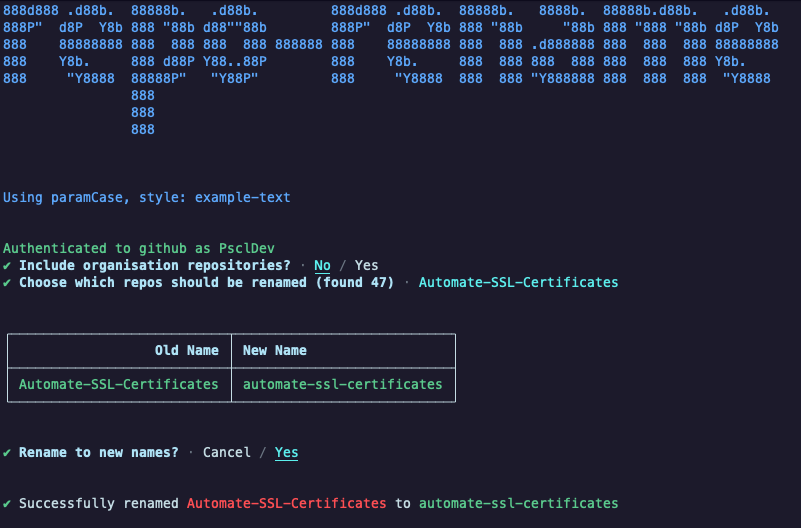 888d888 .d88b.  88888b.   .d88b.         888d888 .d88b.  88888b.   8888b.  88888b.d88b.   .d88b.
888P"  d8P  Y8b 888 "88b d88""88b        888P"  d8P  Y8b 888 "88b     "88b 888 "888 "88b d8P  Y8b
888    88888888 888  888 888  888 888888 888    88888888 888  888 .d888888 888  888  888 88888888
888    Y8b.     888 d88P Y88..88P        888    Y8b.     888  888 888  888 888  888  888 Y8b.
888     "Y8888  88888P"   "Y88P"         888     "Y8888  888  888 "Y888888 888  888  888  "Y8888
                888
                888
                888
Using paramCase, style: example-text
Authenticated to github as PsclDev
✔ Include organisation repositories? · No / Yes
✔ Choose which repos should be renamed (found 47) · Automate-SSL-Certificates
Old Name │ New Name
Automate-SSL-Certificates │ automate-ssl-certificates
✔ Rename to new names? · Cancel / Yes
✔ Successfully renamed Automate-SSL-Certificates to automate-ssl-certificates